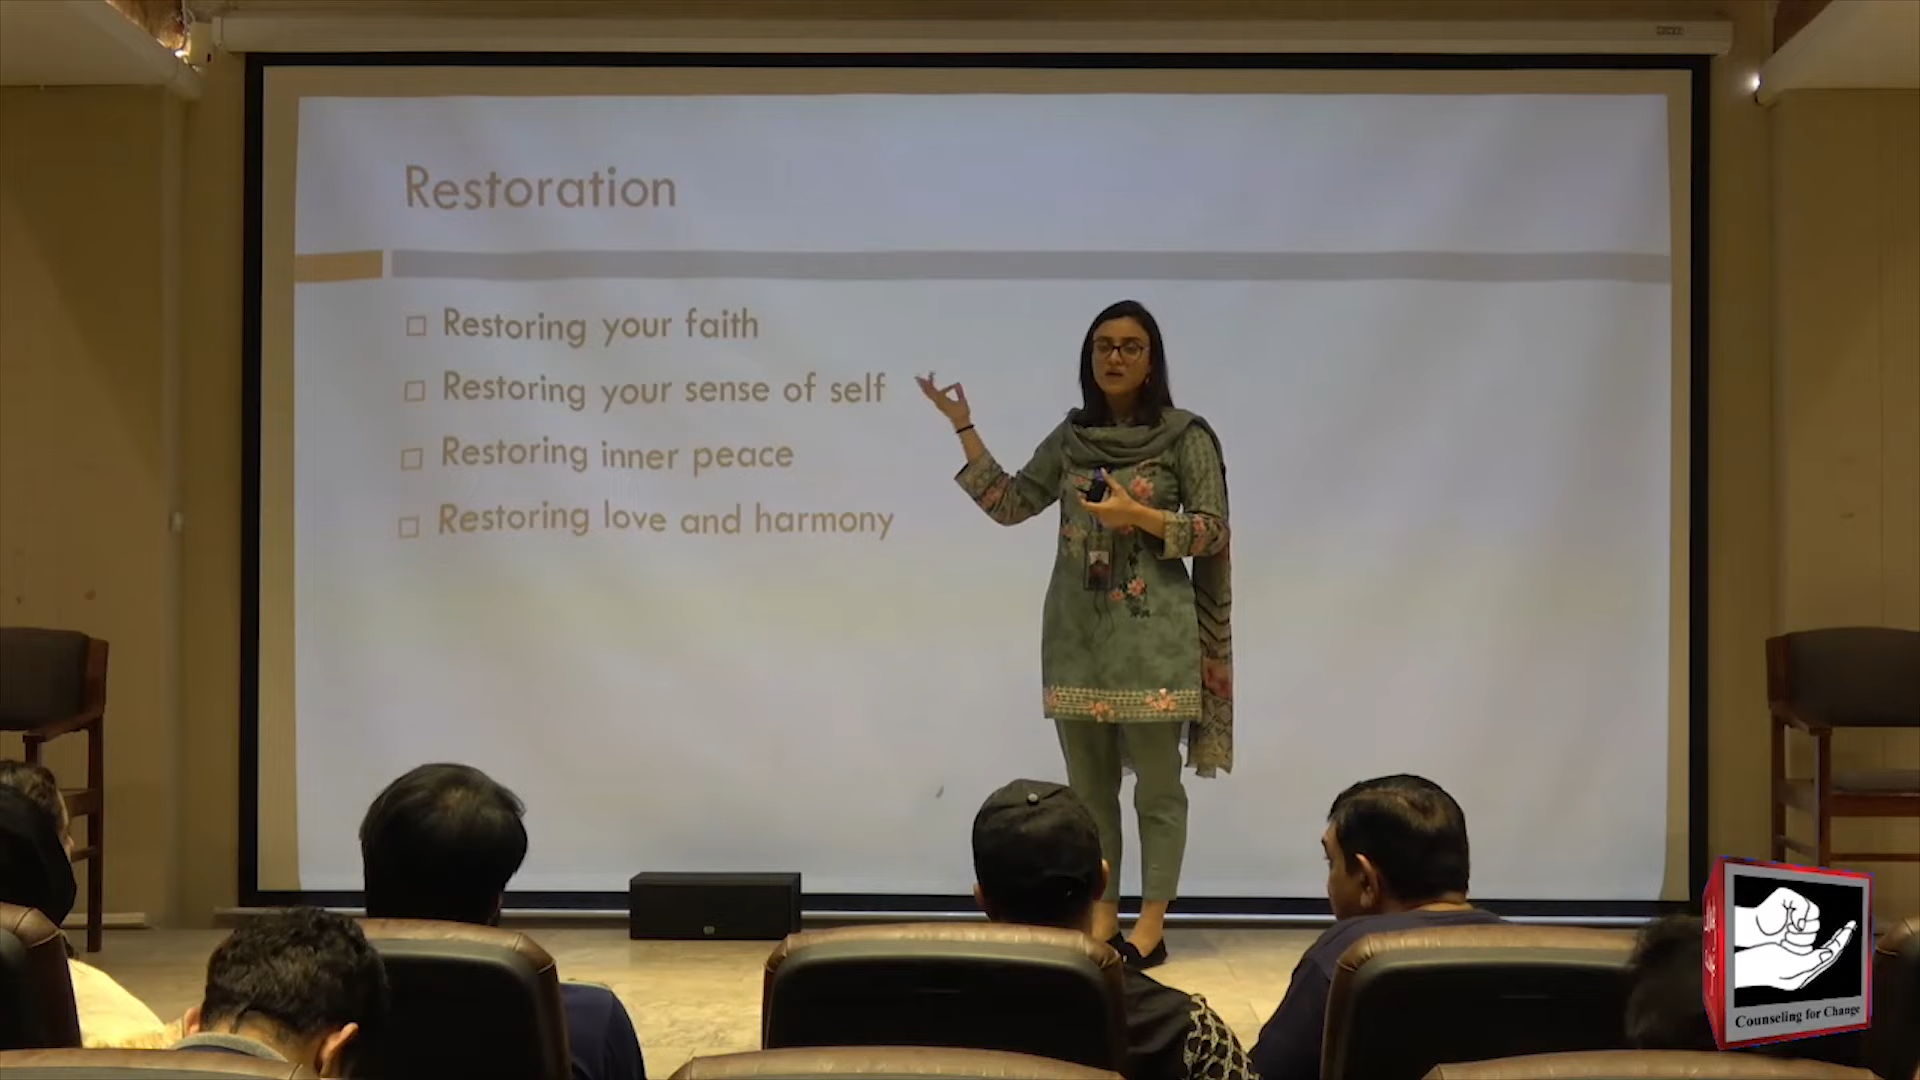 Restoration
Restoring your faith
Restoring your sense of self
Restoring inner peace
Restoring love and harmony
Counseling for Change